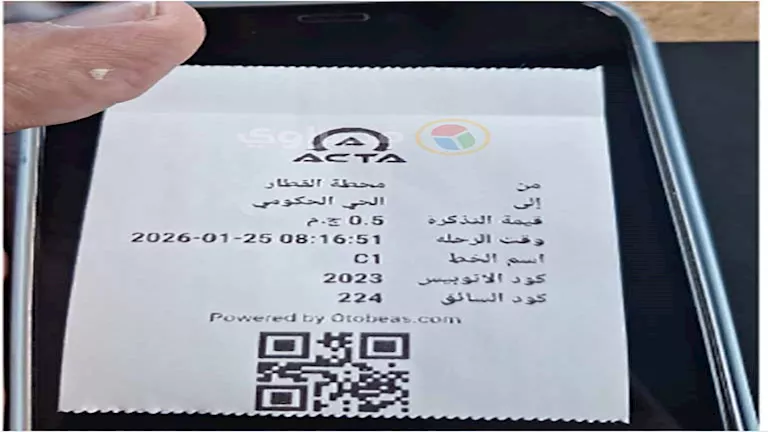 مصراوي
ACTA
من محطة القطار
إلى الحي الحكومي
قيمة التذكرة 0.5 ج.م
وقت الرحله 2026-01-25 08:16:51
اسم الخط C1
كود الاتوبيس 2023
كود السائق 224
Powered by Otobeas.com